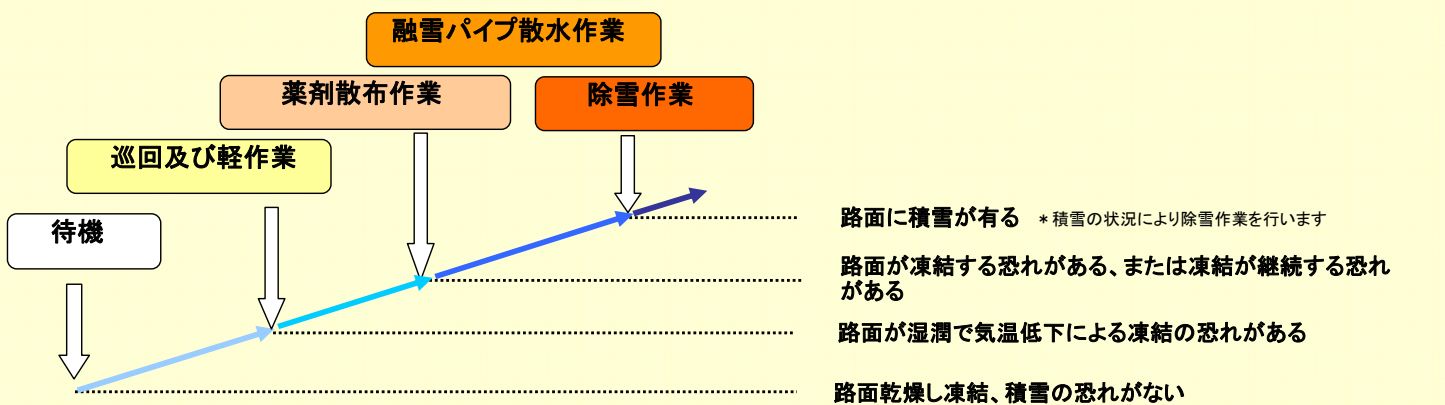 融雪パイプ散水作業
薬剤散布作業
除雪作業
巡回及び軽作業
待機
路面に積雪が有る ＊積雪の状況により除雪作業を行います
路面が凍結する恐れがある、または凍結が継続する恐れ
がある
路面が湿潤で気温低下による凍結の恐れがある
路面乾燥し凍結、積雪の恐れがない